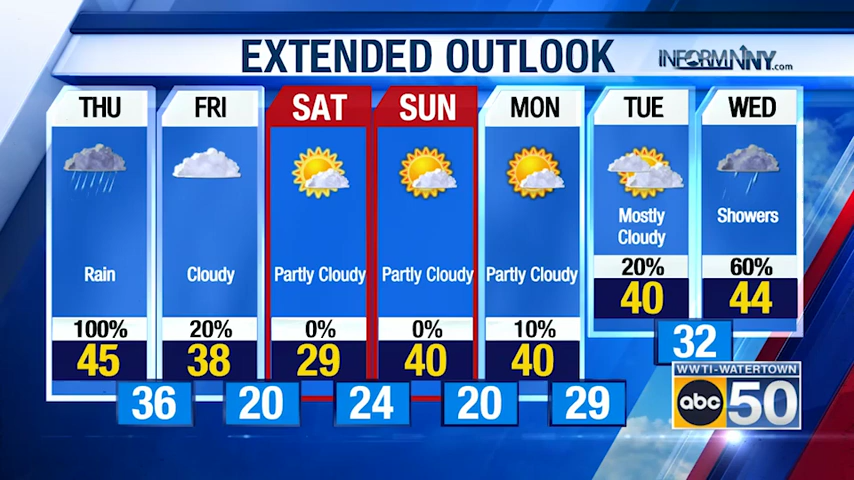 EXTENDED OUTLOOK
INFORMNNY.com
THU FRI SAT SUN MON TUE WED
Mostly
Cloudy
Showers
Rain Cloudy Partly Cloudy Partly Cloudy Partly Cloudy
20% 60%
40 44
100% 20% 0% 0% 10%
45 38 29 40 40
32
36 20 24 20 29
WWTI-WATERTOWN
abc 50